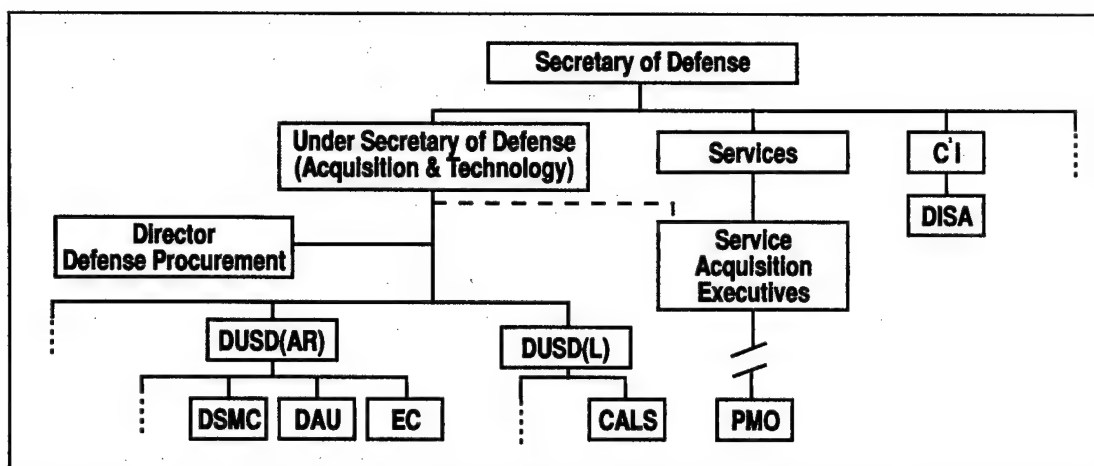 Secretary of Defense
Under Secretary of Defense
(Acquisition & Technology)
Services
C³I
Director
Defense Procurement
Service
Acquisition
Executives
DISA
DUSD(AR)
DUSD(L)
DSMC
DAU
EC
CALS
PMO